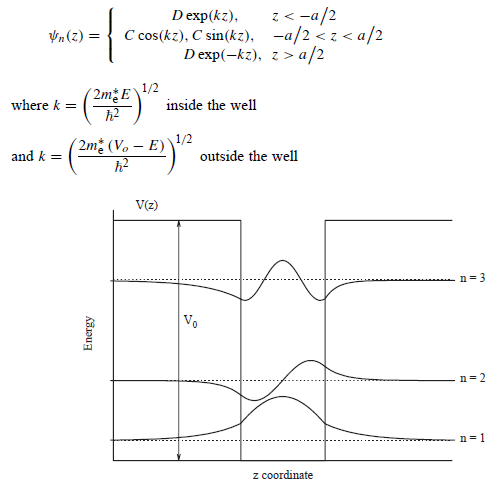 ψn(z) = { D exp(kz), z < −a/2
C cos(kz), C sin(kz), −a/2 < z < a/2
D exp(−kz), z > a/2
where k = (2m*e E / ħ²)^1/2 inside the well
and k = (2m*e (Vo − E) / ħ²)^1/2 outside the well
V(z)
n = 3
V0
Energy
n = 2
n = 1
z coordinate